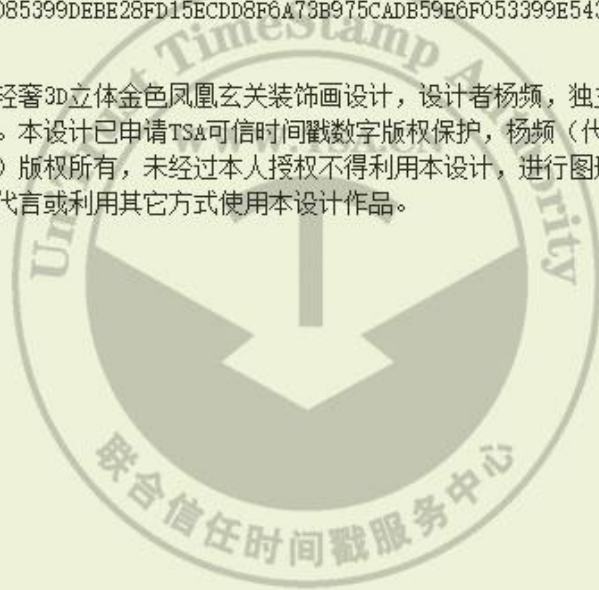 085399DEBE28FD15ECDD8F6A73B975CADB59E6F053399E543
轻奢3D立体金色凤凰玄关装饰画设计，设计者杨频，独
。本设计已申请TSA可信时间戳数字版权保护，杨频（代
）版权所有，未经过本人授权不得利用本设计，进行图
代言或利用其它方式使用本设计作品。
TimeStamp
联合信任时间戳服务中心